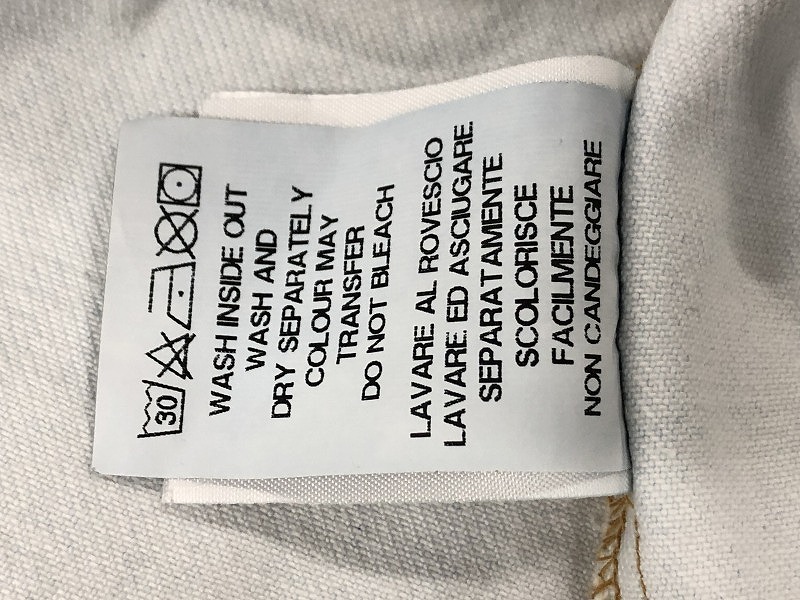 30
WASH INSIDE OUT
WASH AND
DRY SEPARATELY
COLOUR MAY
TRANSFER
DO NOT BLEACH
LAVARE AL ROVESCIO
LAVARE ED ASCIUGARE.
SEPARATAMENTE
SCOLORISCE
FACILMENTE
NON CANDEGGIARE